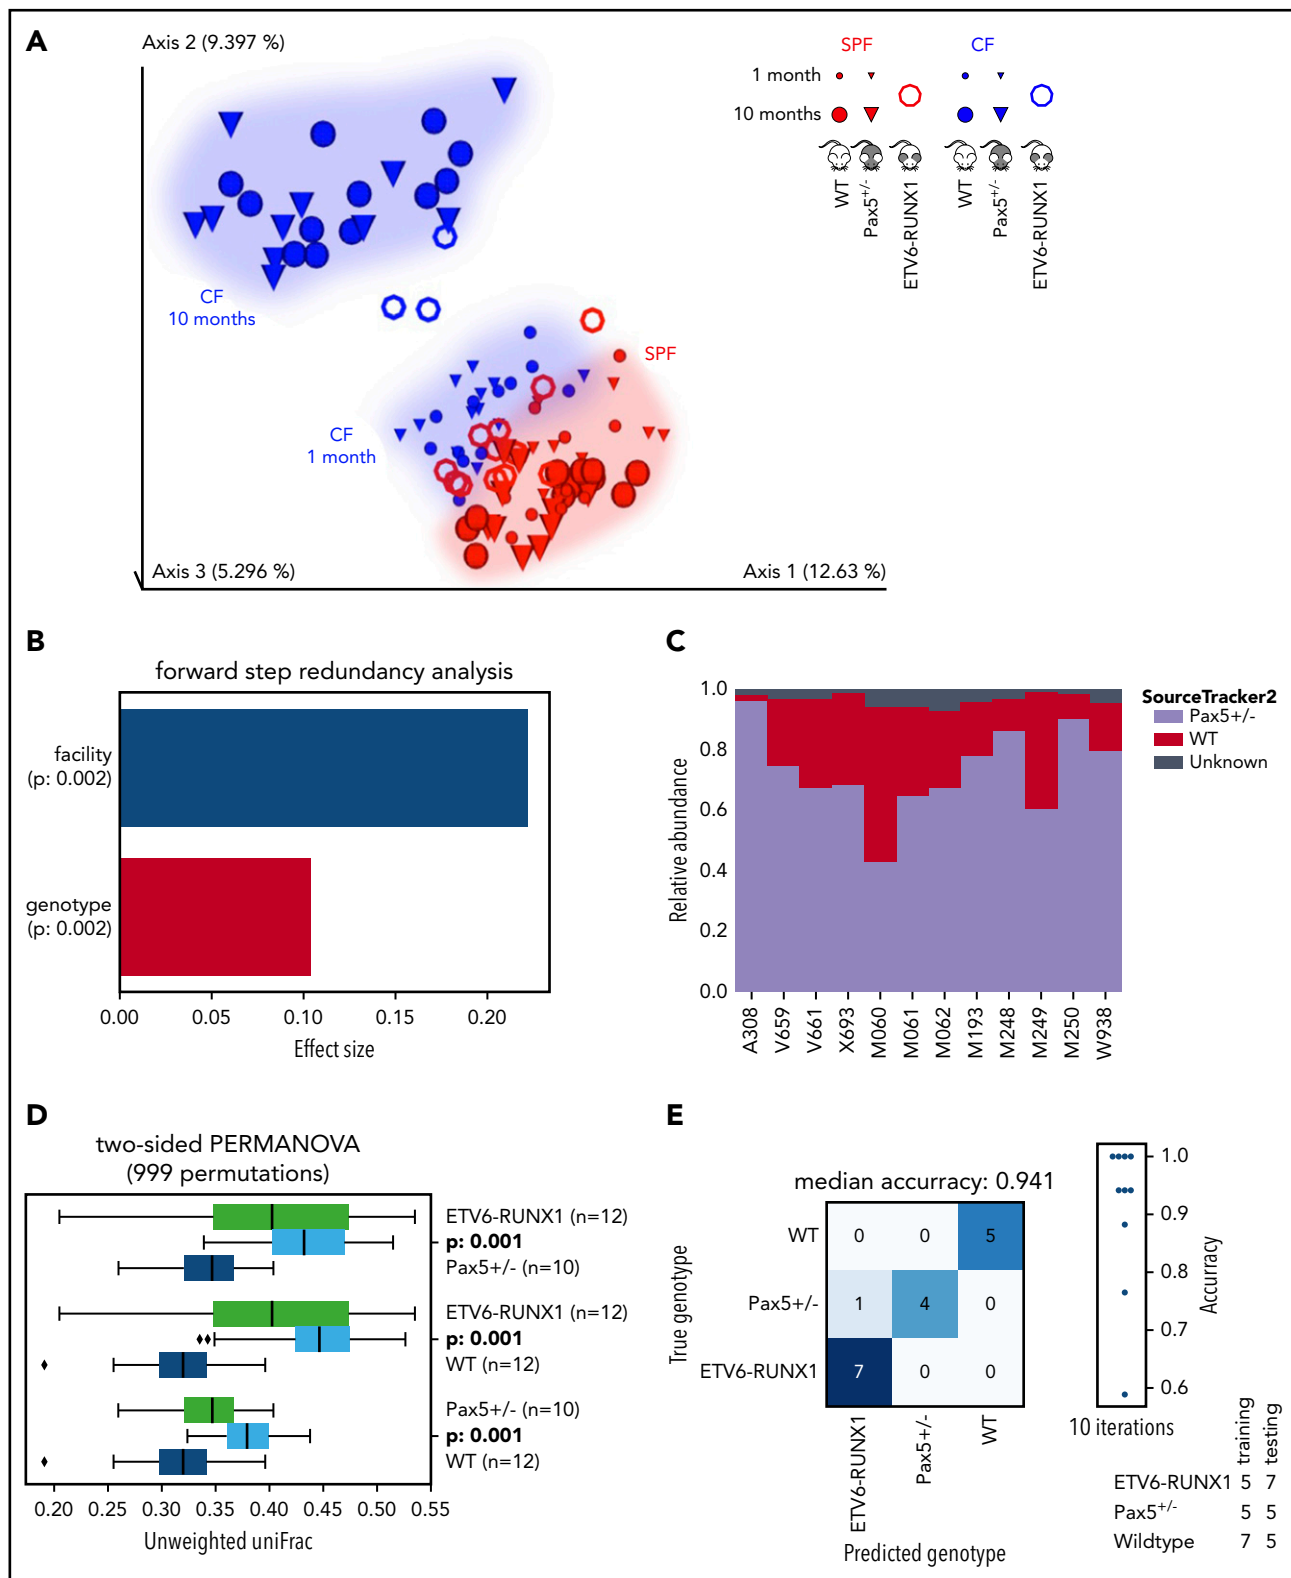 A
Axis 2 (9.397 %)
SPF
CF
1 month
10 months
WT
Pax5+/-
ETV6-RUNX1
WT
Pax5+/-
ETV6-RUNX1
CF
10 months
SPF
CF
1 month
Axis 3 (5.296 %)
Axis 1 (12.63 %)
B
forward step redundancy analysis
facility
(p: 0.002)
genotype
(p: 0.002)
0.00
0.05
0.10
0.15
0.20
Effect size
C
1.0
0.8
0.6
0.4
0.2
0.0
Relative abundance
A308
V659
V661
X693
M060
M061
M062
M193
M248
M249
M250
W938
SourceTracker2
Pax5+/-
WT
Unknown
D
two-sided PERMANOVA
(999 permutations)
ETV6-RUNX1 (n=12)
p: 0.001
Pax5+/- (n=10)
ETV6-RUNX1 (n=12)
p: 0.001
WT (n=12)
Pax5+/- (n=10)
p: 0.001
WT (n=12)
0.20
0.25
0.30
0.35
0.40
0.45
0.50
0.55
Unweighted uniFrac
E
median accurracy: 0.941
True genotype
WT
0 0 5
Pax5+/-
1 4 0
ETV6-RUNX1
7 0 0
ETV6-RUNX1
Pax5+/-
WT
Predicted genotype
1.0
0.9
0.8
0.7
0.6
Accurracy
10 iterations
training
testing
ETV6-RUNX1 5 7
Pax5+/- 5 5
Wildtype 7 5